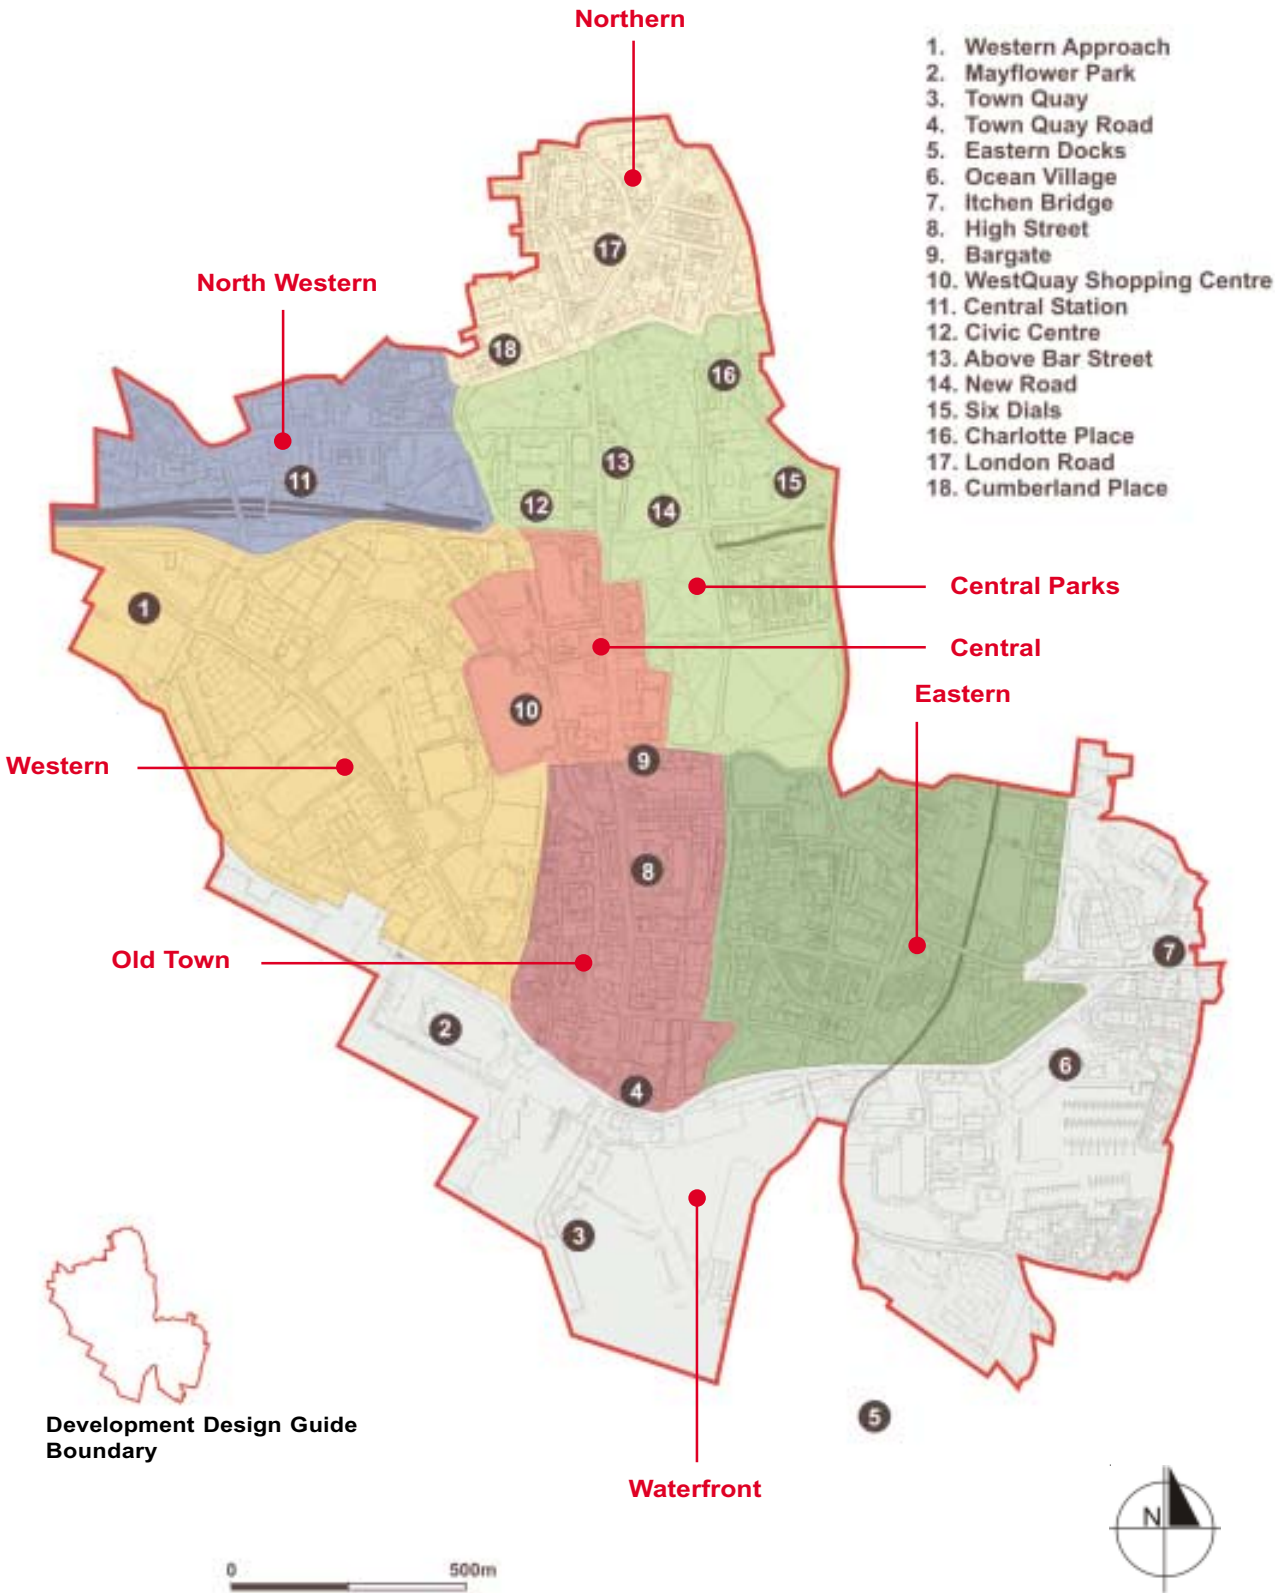 Northern
1. Western Approach
2. Mayflower Park
3. Town Quay
4. Town Quay Road
5. Eastern Docks
6. Ocean Village
7. Itchen Bridge
8. High Street
9. Bargate
10. WestQuay Shopping Centre
11. Central Station
12. Civic Centre
13. Above Bar Street
14. New Road
15. Six Dials
16. Charlotte Place
17. London Road
18. Cumberland Place
17
North Western
18
16
13
11
15
12
14
Central Parks
1
Central
Eastern
10
9
Western
8
7
Old Town
2
6
4
3
Development Design Guide
Boundary
5
Waterfront
N
0 500m